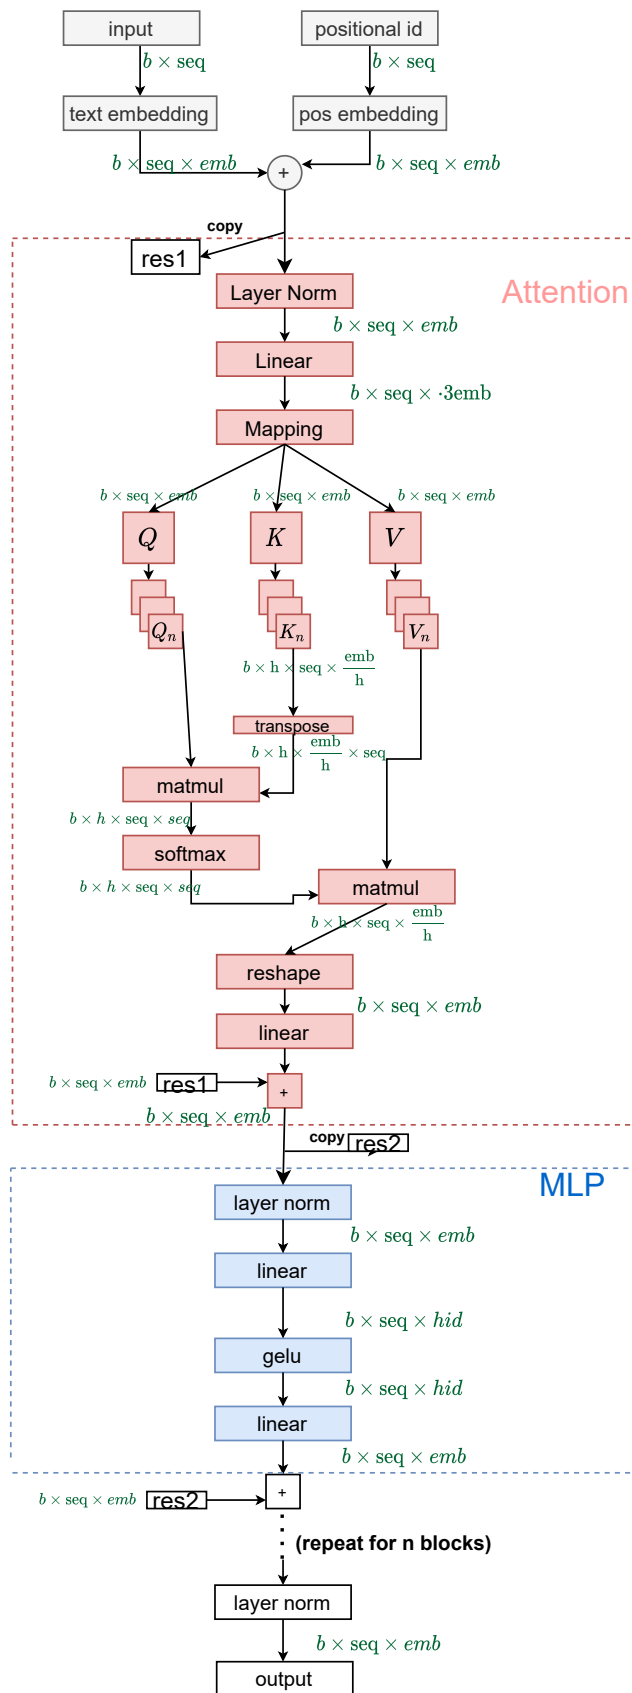 input
positional id
b × seq
b × seq
text embedding
pos embedding
b × seq × emb
+
b × seq × emb
copy
res1
Attention
Layer Norm
b × seq × emb
Linear
b × seq × ·3emb
Mapping
b × seq × emb
b × seq × emb
b × seq × emb
Q
K
V
Qₙ
Kₙ
Vₙ
b × h × seq × emb/h
transpose
b × h × emb/h × seq
matmul
b × h × seq × seq
softmax
b × h × seq × seq
matmul
b × h × seq × emb/h
reshape
b × seq × emb
linear
b × seq × emb
res1
+
b × seq × emb
copy
res2
MLP
layer norm
b × seq × emb
linear
b × seq × hid
gelu
b × seq × hid
linear
b × seq × emb
b × seq × emb
res2
+
(repeat for n blocks)
layer norm
b × seq × emb
output